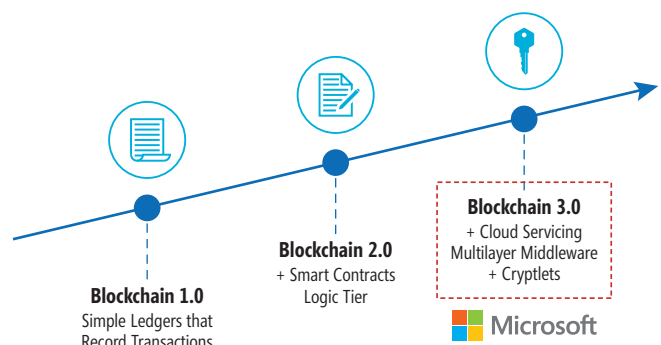 Blockchain 1.0
Simple Ledgers that
Record Transactions
Blockchain 2.0
+ Smart Contracts
Logic Tier
Blockchain 3.0
+ Cloud Servicing
Multilayer Middleware
+ Cryptlets
Microsoft